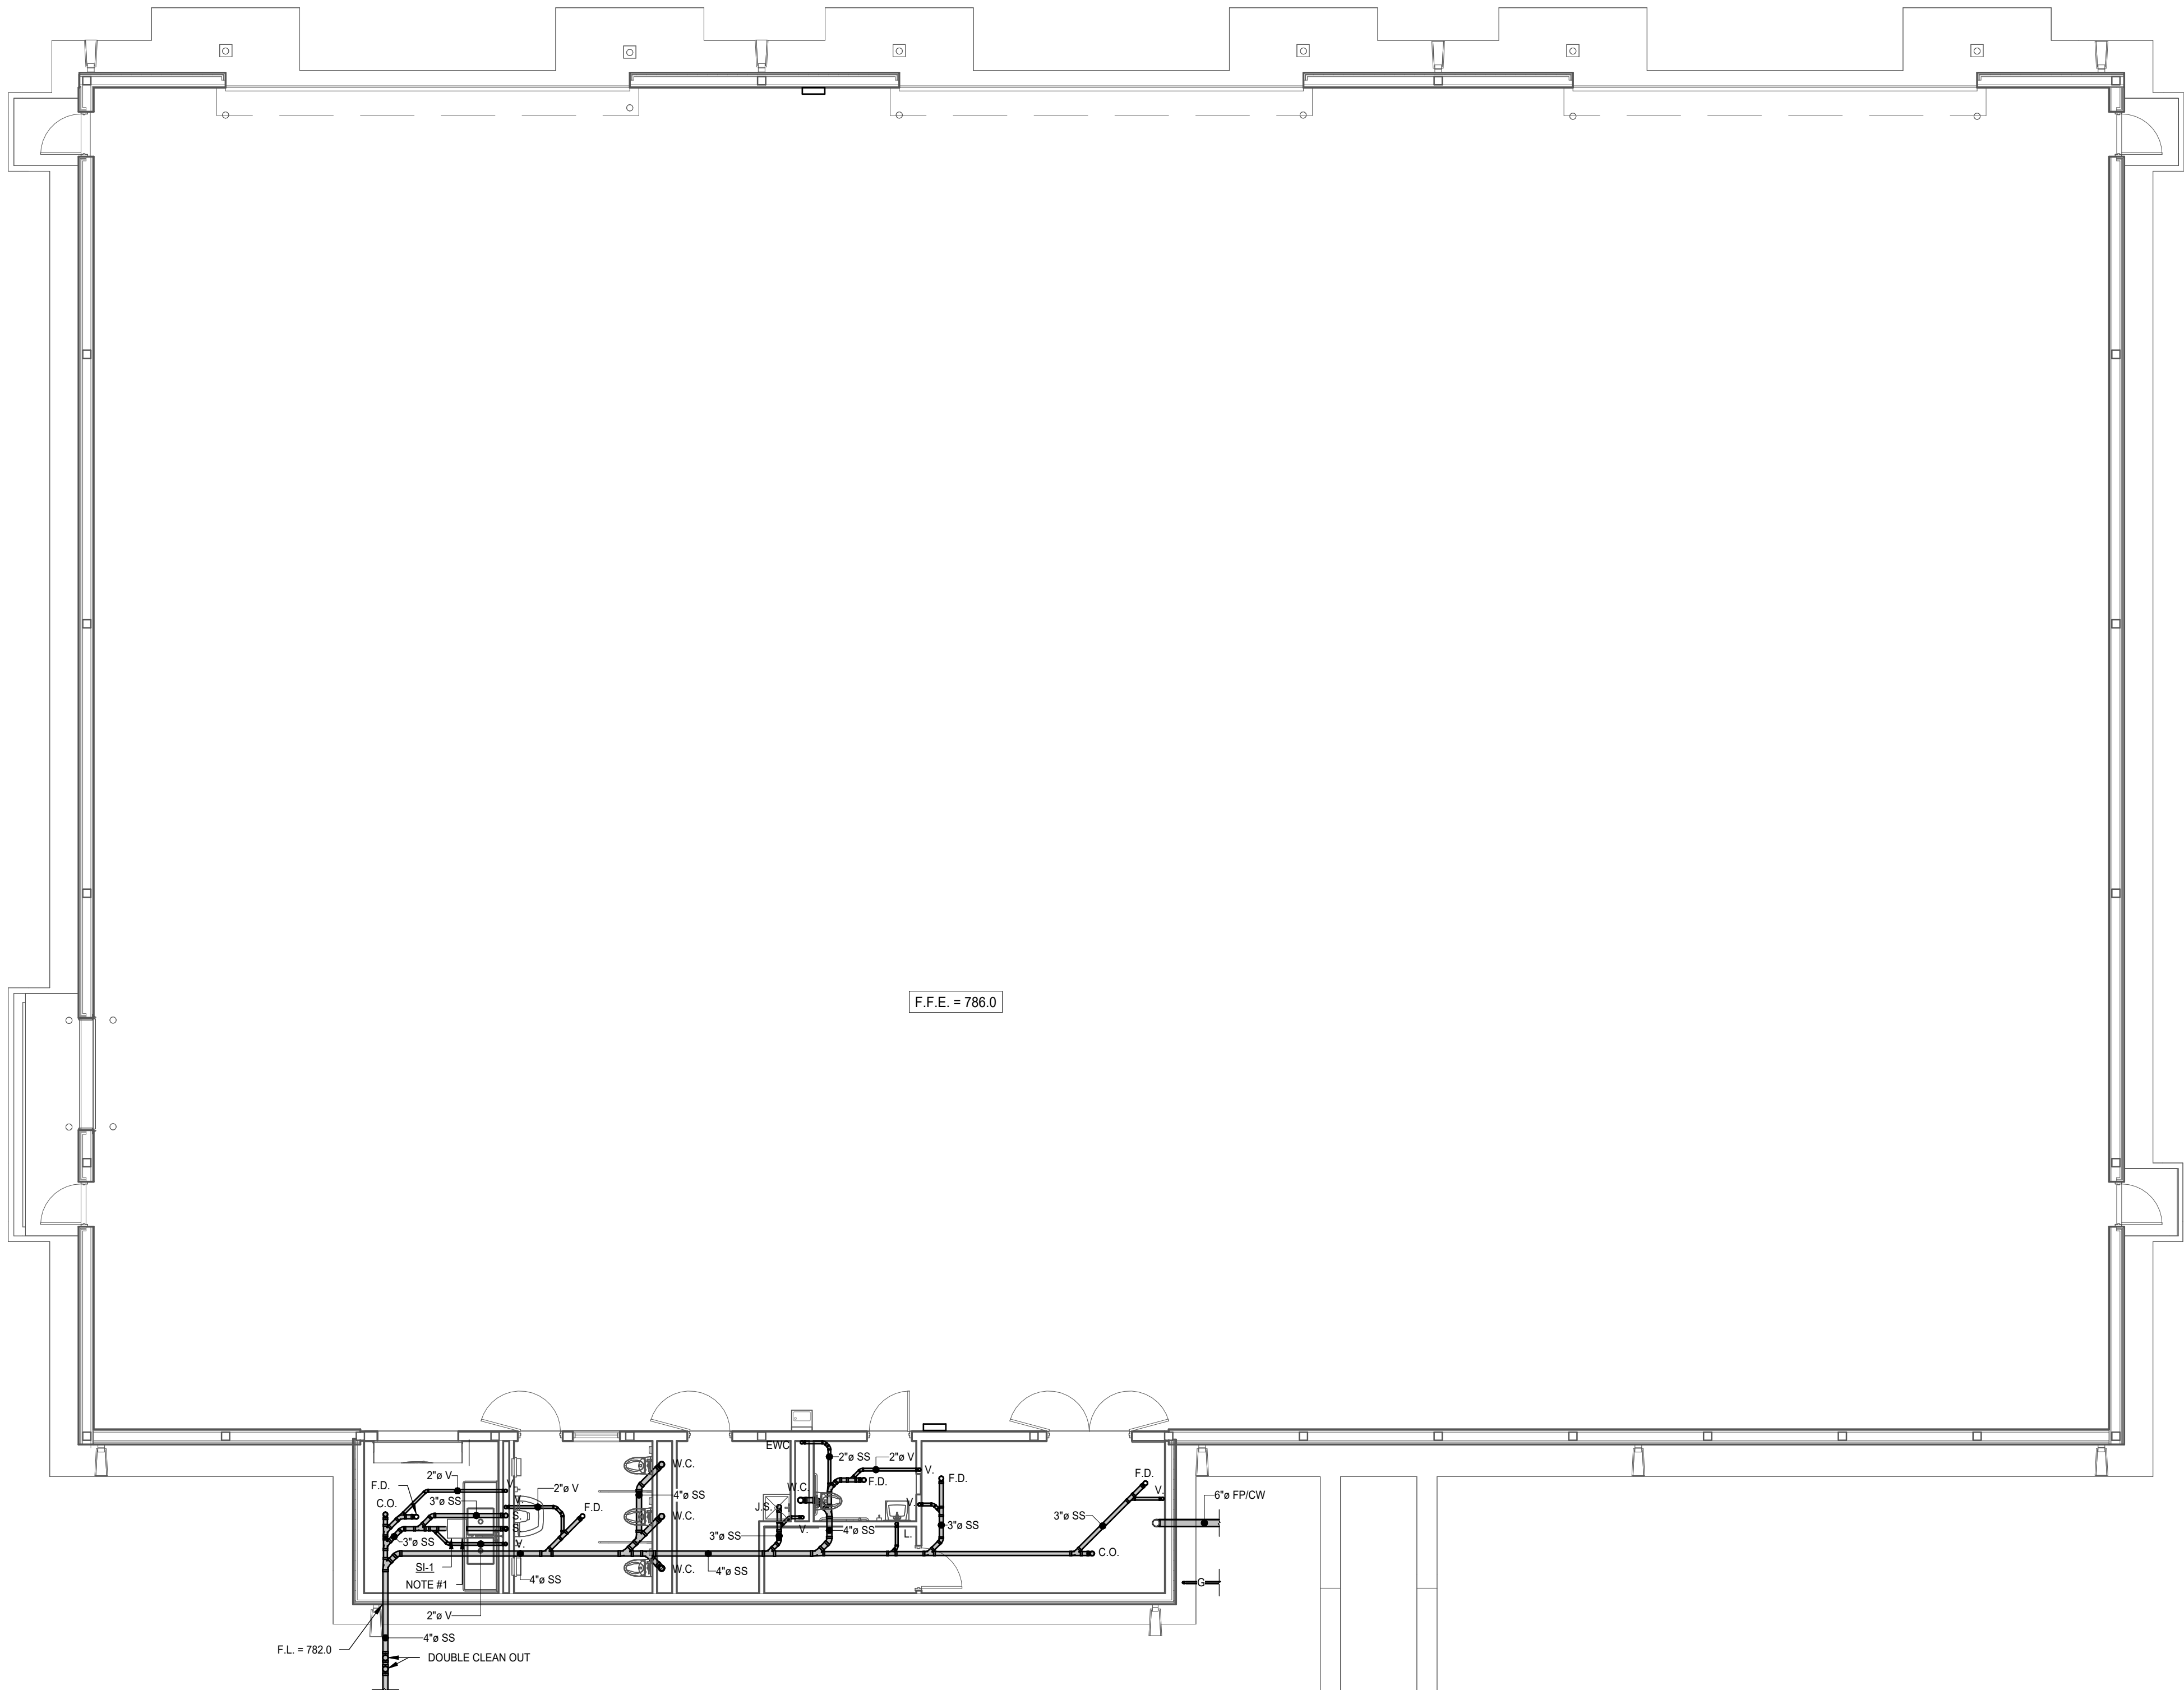 F.F.E. = 786.0
EWC
2"ø SS
2"ø V
V.
W.C.
F.D.
F.D.
F.D.
V.
2"ø V
F.D.
C.O.
3"ø SS
V.
V.
2"ø V
F.D.
S.
4"ø SS
W.C.
J.S.
W.C.
V.
6"ø FP/CW
3"ø SS
3"ø SS
V.
3"ø SS
4"ø SS
L.
3"ø SS
V.
C.O.
SI-1
NOTE #1
4"ø SS
W.C.
4"ø SS
G
2"ø V
4"ø SS
F.L. = 782.0
DOUBLE CLEAN OUT